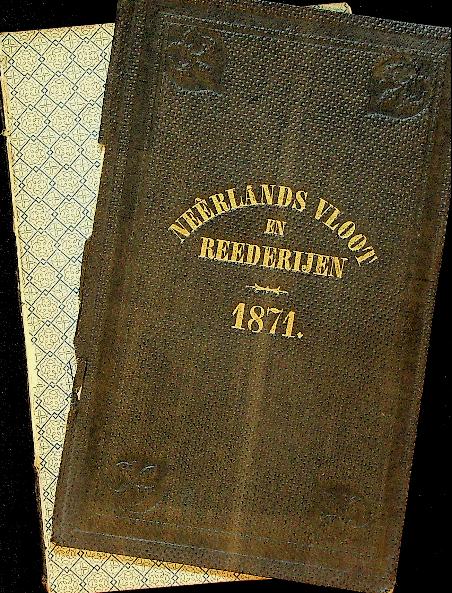 NEÊRLANDS VLOOT
EN
REEDERIJEN
1871.